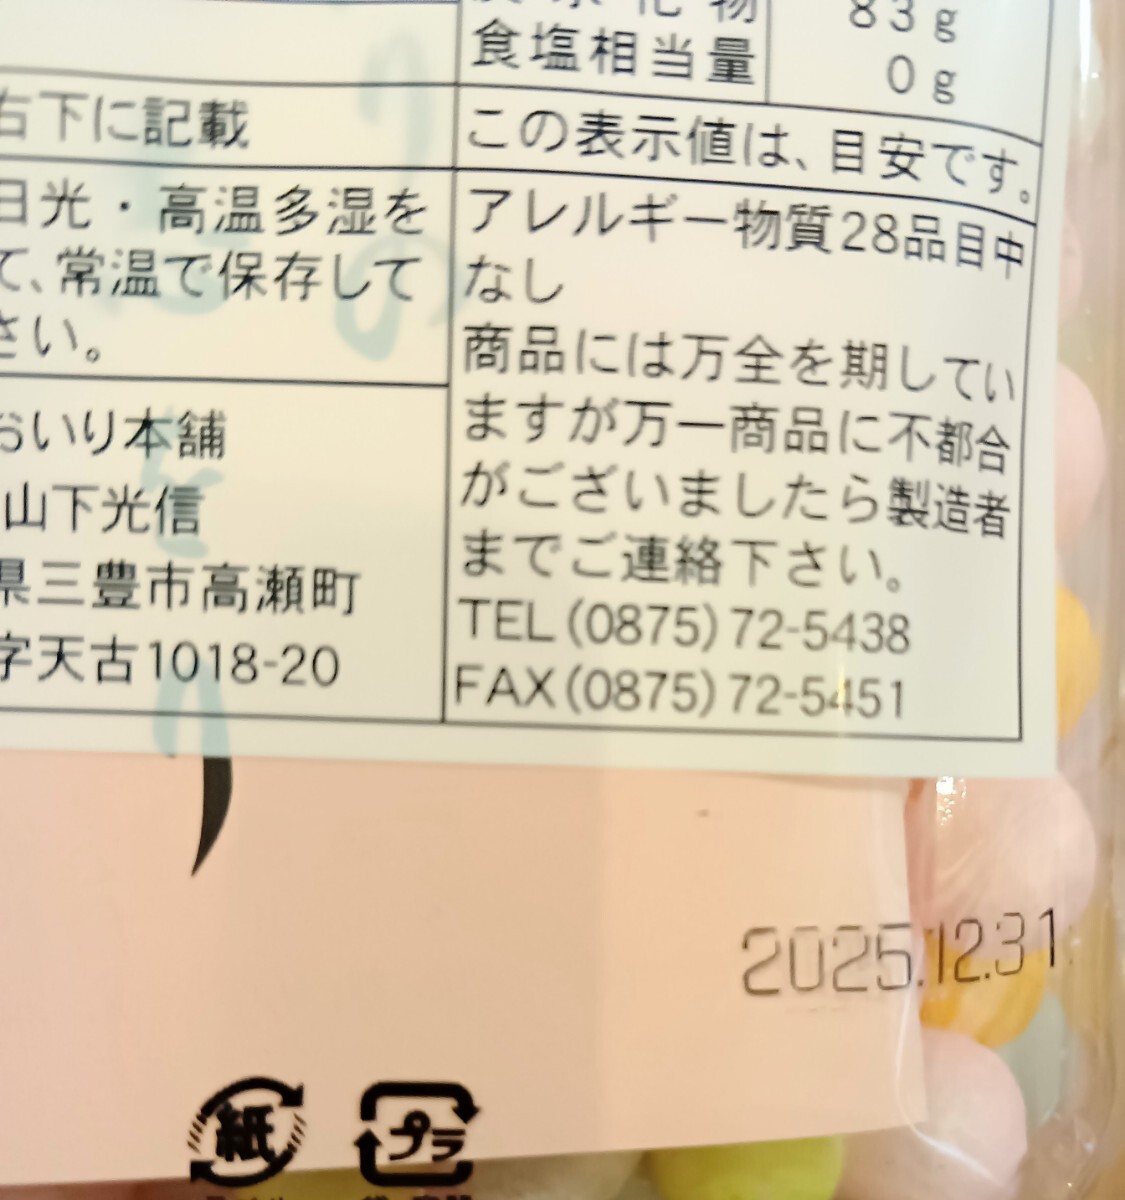 83g
食塩相当量 0g
右下に記載
この表示値は、目安です。
日光・高温多湿を
て、常温で保存して
さい。
アレルギー物質28品目中
なし
商品には万全を期してい
ますが万一商品に不都合
がございましたら製造者
までご連絡下さい。
TEL(0875)72-5438
FAX(0875)72-5451
おいり本舗
山下光信
県三豊市高瀬町
字天古1018-20
2025.12.31
紙
プラ